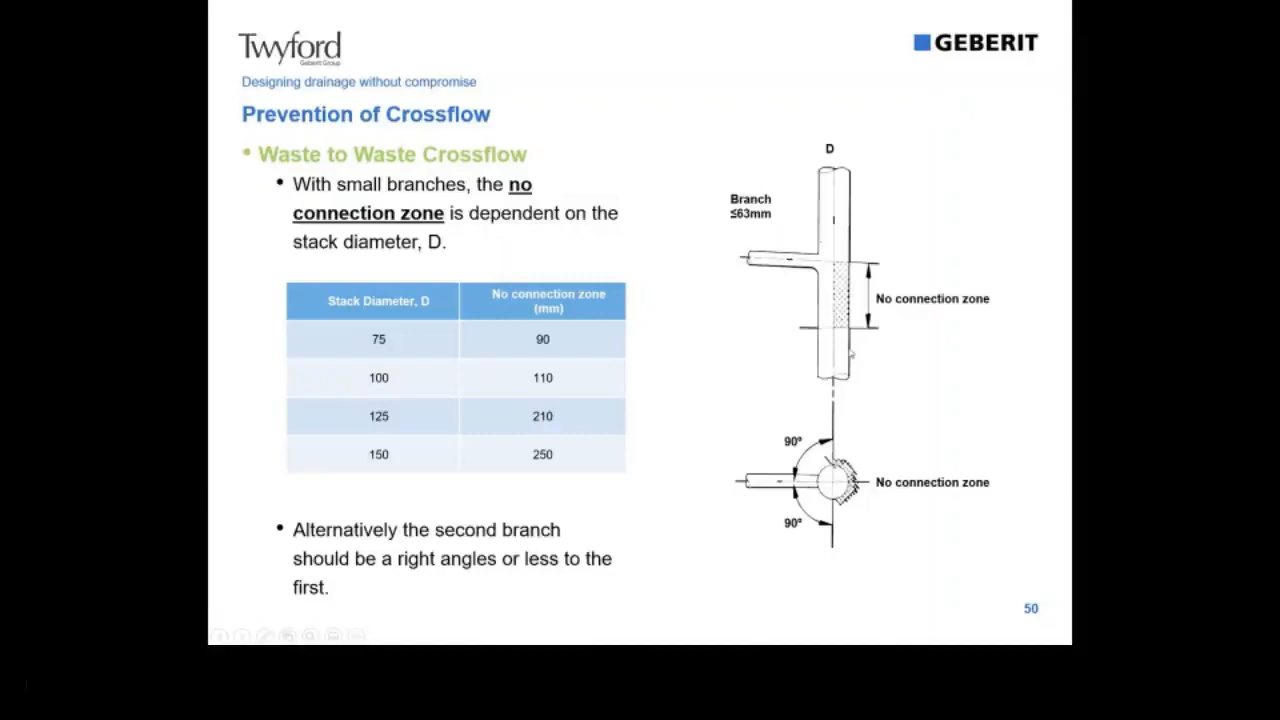 Twyford
Geberit Group
GEBERIT
Designing drainage without compromise
Prevention of Crossflow
• Waste to Waste Crossflow
• With small branches, the no
connection zone is dependent on the
stack diameter, D.
Stack Diameter, D
No connection zone
(mm)
75
90
100
110
125
210
150
250
• Alternatively the second branch
should be a right angles or less to the
first.
D
Branch
≤63mm
No connection zone
90º
No connection zone
90º
50